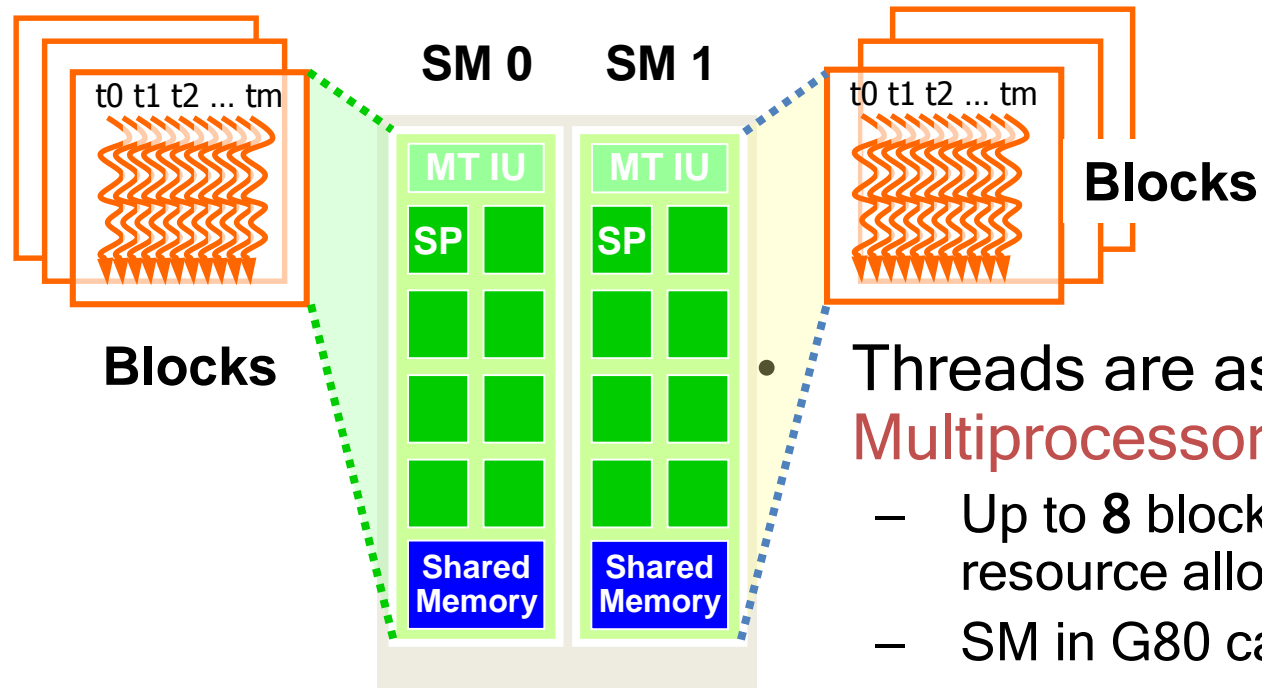 SM 0 SM 1
t0 t1 t2 ... tm
t0 t1 t2 ... tm
MT IU MT IU
Blocks
SP SP
Blocks
• Threads are as
Multiprocessor
– Up to 8 block
resource allo
Shared Memory
Shared Memory
– SM in G80 ca